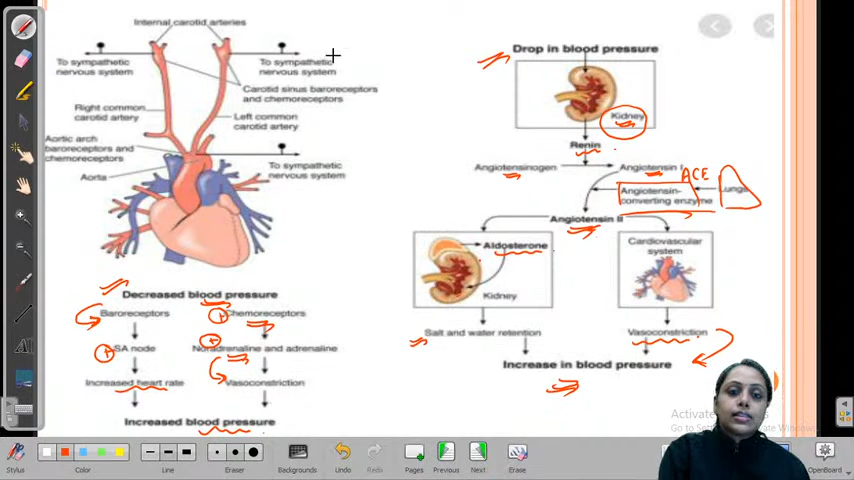 Internal carotid arteries
To sympathetic
nervous system
To sympathetic
nervous system
Carotid sinus baroreceptors
and chemoreceptors
Right common
carotid artery
Left common
carotid artery
Aortic arch
baroreceptors and
chemoreceptors
To sympathetic
nervous system
Aorta
Decreased blood pressure
Baroreceptors
Chemoreceptors
SA node
Noradrenaline and adrenaline
Increased heart rate
Vasoconstriction
Increased blood pressure
Drop in blood pressure
Kidney
Renin
Angiotensinogen
Angiotensin I
ACE
Angiotensin-
converting enzyme
Lungs
Angiotensin II
Aldosterone
Kidney
Cardiovascular
system
Salt and water retention
Vasoconstriction
Increase in blood pressure
Activate
Stylus
Color
Line
Eraser
Backgrounds
Undo
Redo
Pages
Previous
Next
Erase
OpenBoard